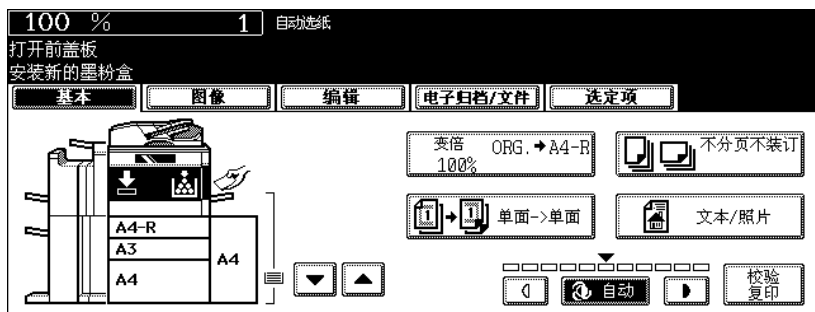 100 % 1 自动选纸
打开前盖板
安装新的墨粉盒
基本 图像 编辑 电子归档/文件 选定项
变倍 ORG.➔A4-R
100%
不分页不装订
1➔1 单面->单面
文本/照片
A4-R
A3
A4
A4
自动
校验
复印